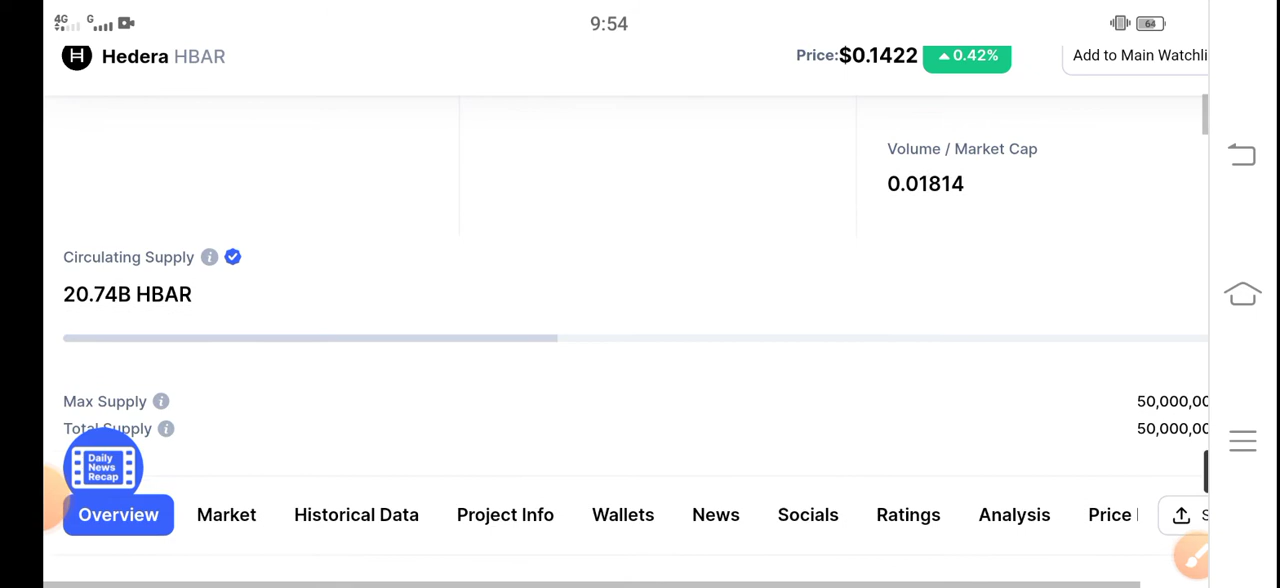 4G G 9:54 64
Hedera HBAR Price:$0.1422 0.42% Add to Main Watchli
Volume / Market Cap
0.01814
Circulating Supply
20.74B HBAR
Max Supply 50,000,00
Total Supply 50,000,00
Daily
News
Recap
Overview Market Historical Data Project Info Wallets News Socials Ratings Analysis Price